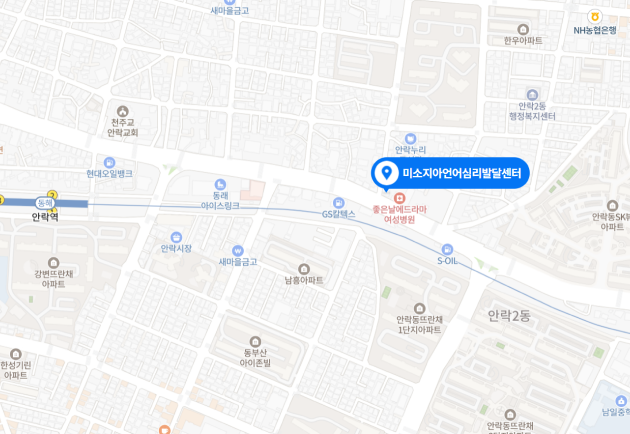 새마을금고
NH농협은행
한우아파트
안락2동
행정복지센터
천주교
안락교회
안락누리
현대오일뱅크
미소지아언어심리발달센터
동래
아이스링크
좋은날에드라마
여성병원
GS칼텍스
2
동해
안락역
안락동SK뷰
아파트
안락시장
새마을금고
S-OIL
강변뜨란채
아파트
남흥아파트
안락동뜨란채
1단지아파트
안락2동
동부산
아이존빌
한성기린
아파트
안락동뜨란채
남일중학